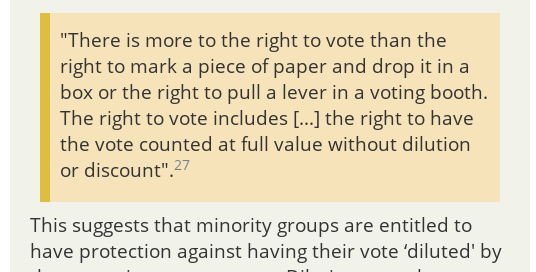 "There is more to the right to vote than the
right to mark a piece of paper and drop it in a
box or the right to pull a lever in a voting booth.
The right to vote includes [...] the right to have
the vote counted at full value without dilution
or discount".27
This suggests that minority groups are entitled to
have protection against having their vote ‘diluted' by